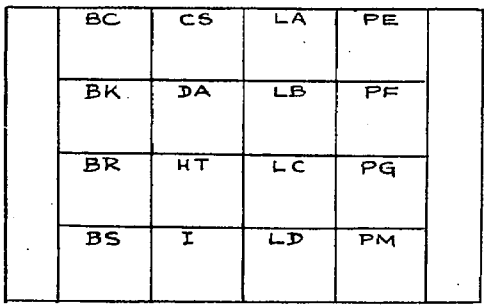 BC CS LA PE
BK DA LB PF
BR HT LC PG
BS I LD PM